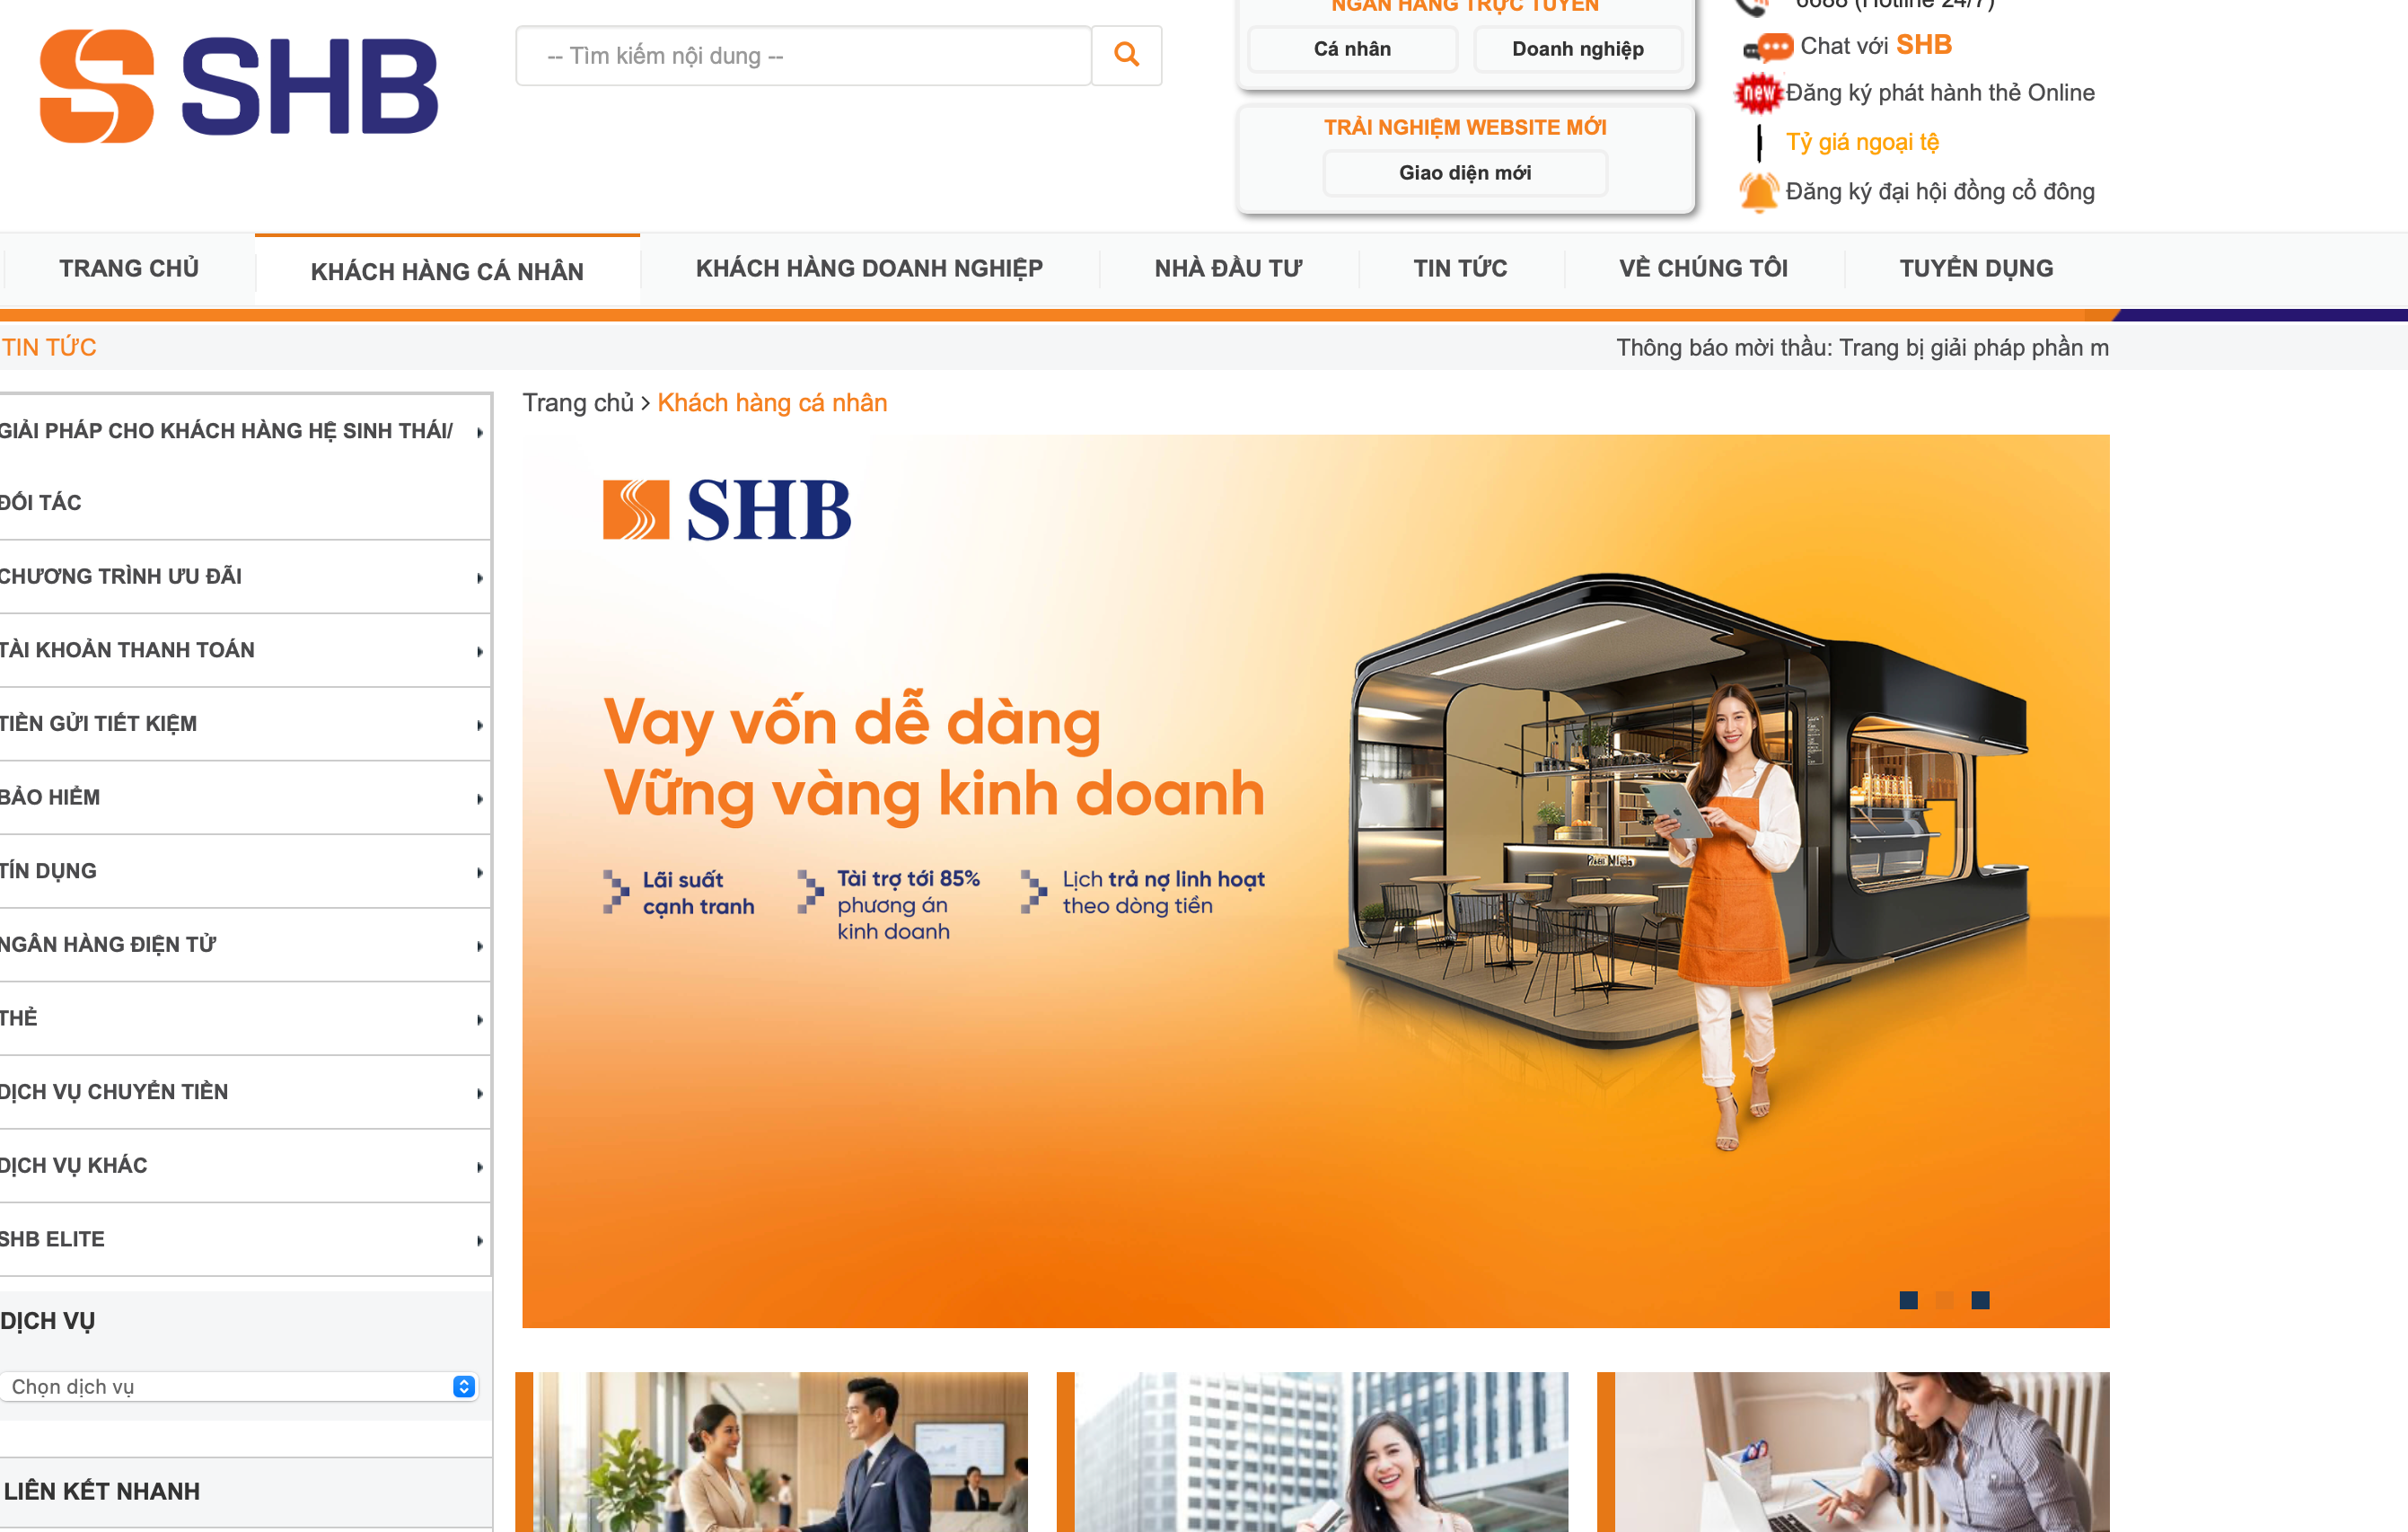 SHB
-- Tìm kiếm nội dung --
NGÂN HÀNG TRỰC TUYẾN
Cá nhân
Doanh nghiệp
TRẢI NGHIỆM WEBSITE MỚI
Giao diện mới
*6688 (Hotline 24/7)
Chat với SHB
new Đăng ký phát hành thẻ Online
Tỷ giá ngoại tệ
Đăng ký đại hội đồng cổ đông
TRANG CHỦ
KHÁCH HÀNG CÁ NHÂN
KHÁCH HÀNG DOANH NGHIỆP
NHÀ ĐẦU TƯ
TIN TỨC
VỀ CHÚNG TÔI
TUYỂN DỤNG
TIN TỨC
Thông báo mời thầu: Trang bị giải pháp phần m
GIẢI PHÁP CHO KHÁCH HÀNG HỆ SINH THÁI/
ĐỐI TÁC
CHƯƠNG TRÌNH ƯU ĐÃI
TÀI KHOẢN THANH TOÁN
TIỀN GỬI TIẾT KIỆM
BẢO HIỂM
TÍN DỤNG
NGÂN HÀNG ĐIỆN TỬ
THẺ
DỊCH VỤ CHUYỂN TIỀN
DỊCH VỤ KHÁC
SHB ELITE
DỊCH VỤ
Chọn dịch vụ
LIÊN KẾT NHANH
Trang chủ › Khách hàng cá nhân
SHB
Vay vốn dễ dàng
Vững vàng kinh doanh
Lãi suất
cạnh tranh
Tài trợ tới 85%
phương án
kinh doanh
Lịch trả nợ linh hoạt
theo dòng tiền